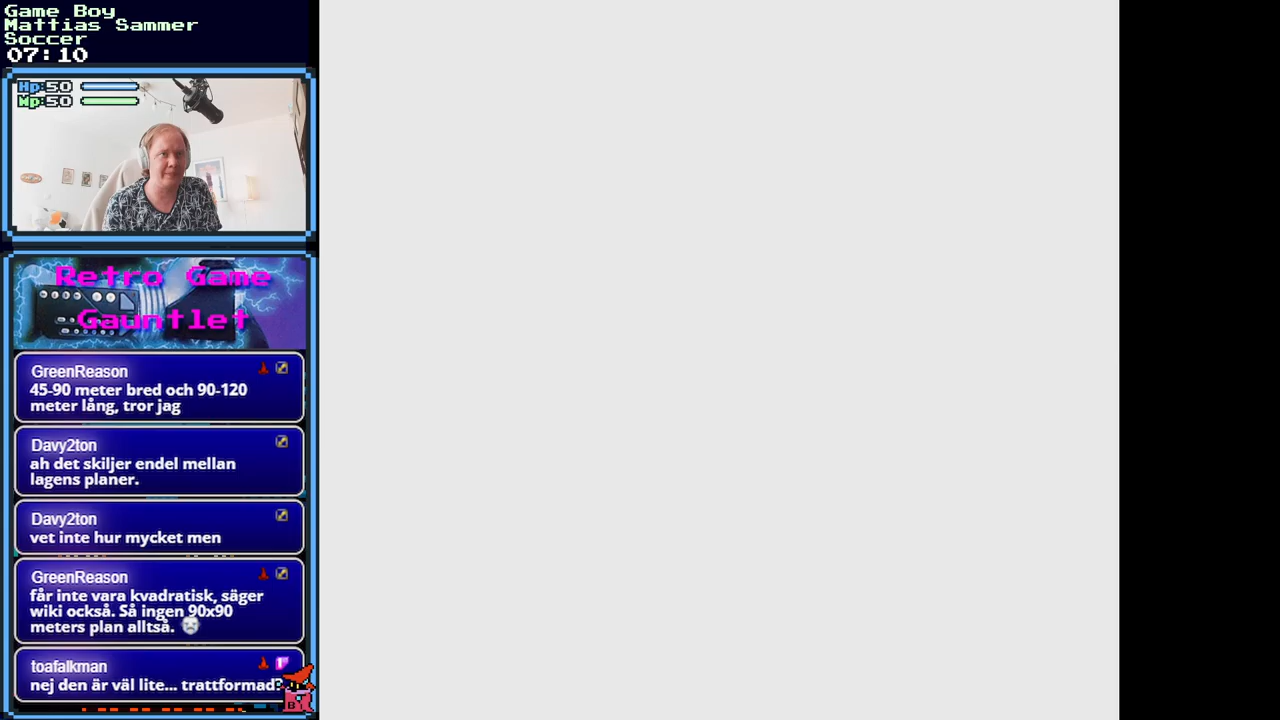 Game Boy
Mattias Sammer
Soccer
07:10
Hp:50
Mp:50
Retro Game
Gauntlet
GreenReason
45-90 meter bred och 90-120
meter lång, tror jag
Davy2ton
ah det skiljer endel mellan
lagens planer.
Davy2ton
vet inte hur mycket men
GreenReason
får inte vara kvadratisk, säger
wiki också. Så ingen 90x90
meters plan alltså.
toafalkman
nej den är väl lite... trattformad?